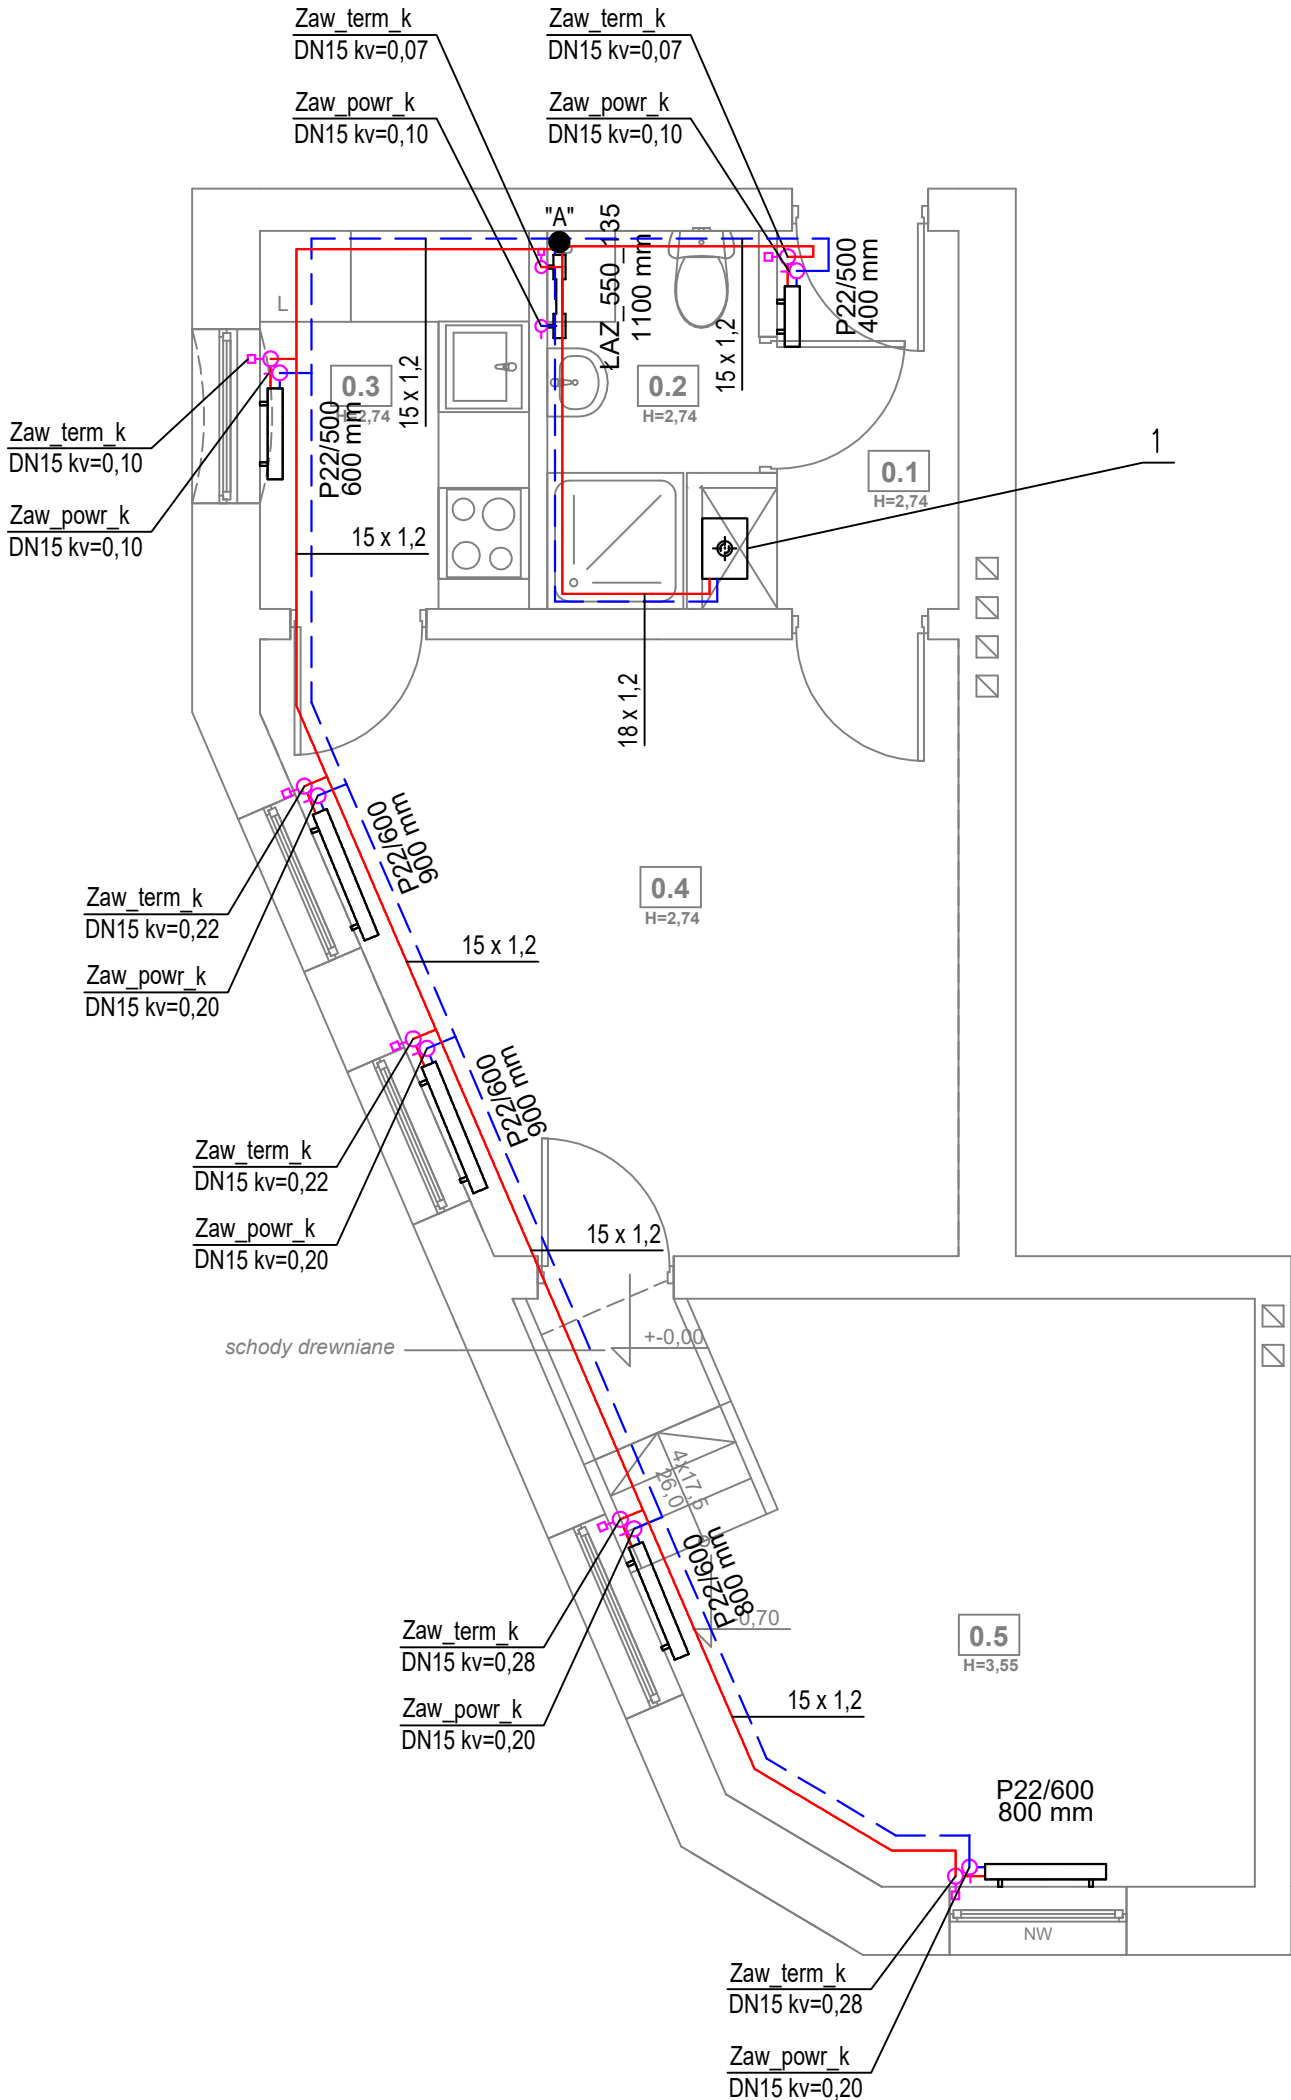 Zaw_term_k
DN15 kv=0,07
Zaw_term_k
DN15 kv=0,07
Zaw_powr_k
DN15 kv=0,10
Zaw_powr_k
DN15 kv=0,10
"A"
ŁAZ_550_135
1100 mm
P22/500
400 mm
L
15 x 1,2
15 x 1,2
0.3
H=2,74
0.2
H=2,74
P22/500
600 mm
Zaw_term_k
DN15 kv=0,10
1
0.1
H=2,74
Zaw_powr_k
DN15 kv=0,10
15 x 1,2
18 x 1,2
P22/600
900 mm
0.4
H=2,74
Zaw_term_k
DN15 kv=0,22
15 x 1,2
Zaw_powr_k
DN15 kv=0,20
P22/600
900 mm
Zaw_term_k
DN15 kv=0,22
Zaw_powr_k
DN15 kv=0,20
15 x 1,2
schody drewniane
+-0,00
4x17,5
26,0
P22/600
800 mm
-0,70
Zaw_term_k
DN15 kv=0,28
0.5
H=3,55
Zaw_powr_k
DN15 kv=0,20
15 x 1,2
P22/600
800 mm
NW
Zaw_term_k
DN15 kv=0,28
Zaw_powr_k
DN15 kv=0,20